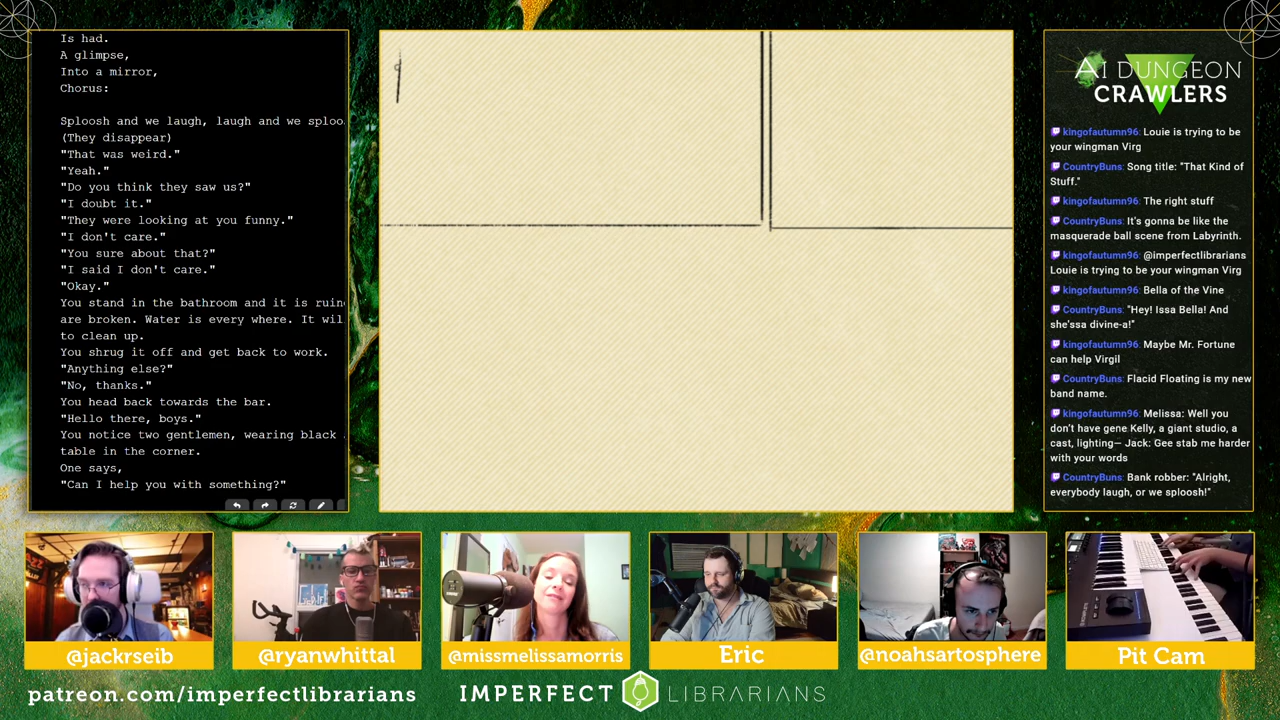 Is had.
A glimpse,
Into a mirror,
Chorus:
Sploosh and we laugh, laugh and we
(They disappear)
"That was weird."
"Yeah."
"Do you think they saw us?"
"I doubt it."
"They were looking at you funny."
"I don't care."
"You sure about that?"
"I said I don't care."
"Okay."
You stand in the bathroom and it is
are broken. Water is every where. It
to clean up.
You shrug it off and get back to work.
"Anything else?"
"No, thanks."
You head back towards the bar.
"Hello there, boys."
You notice two gentlemen, wearing black
table in the corner.
One says,
"Can I help you with something?"
AI DUNGEON
CRAWLERS
kingofautumn96: Louie is trying to be
your wingman Virg
CountryBuns: Song title: "That Kind of
Stuff."
kingofautumn96: The right stuff
CountryBuns: It's gonna be like the
masquerade ball scene from Labyrinth.
kingofautumn96: @imperfectlibrarians
Louie is trying to be your wingman Virg
kingofautumn96: Bella of the Vine
CountryBuns: "Hey! Issa Bella! And
she'ssa divine-a!"
kingofautumn96: Maybe Mr. Fortune
can help Virgil
CountryBuns: Flacid Floating is my new
band name.
kingofautumn96: Melissa: Well you
don't have gene Kelly, a giant studio, a
cast, lighting— Jack: Gee stab me harder
with your words
CountryBuns: Bank robber: "Alright,
everybody laugh, or we sploosh!"
@jackrseib
@ryanwhittal
@missmelissamorris
Eric
@noahsartosphere
Pit Cam
patreon.com/imperfectlibrarians
IMPERFECT LIBRARIANS